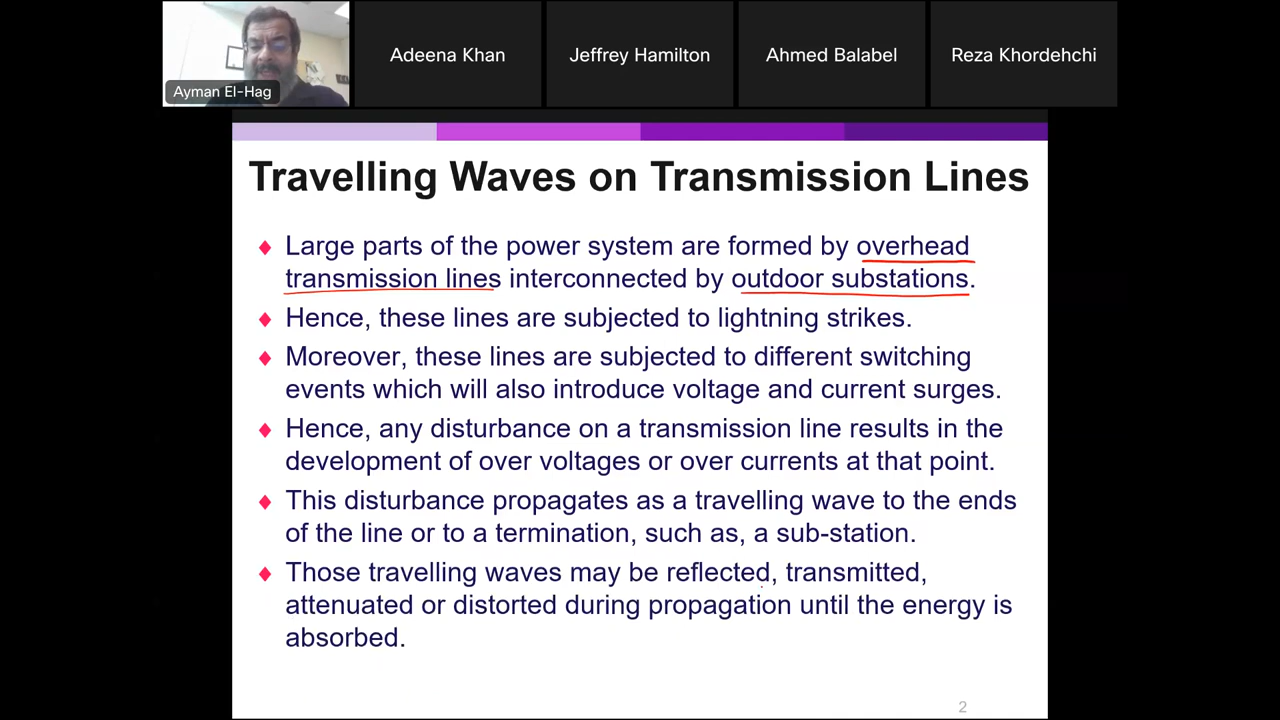 Ayman El-Hag
Adeena Khan
Jeffrey Hamilton
Ahmed Balabel
Reza Khordehchi
Travelling Waves on Transmission Lines
Large parts of the power system are formed by overhead
transmission lines interconnected by outdoor substations.
Hence, these lines are subjected to lightning strikes.
Moreover, these lines are subjected to different switching
events which will also introduce voltage and current surges.
Hence, any disturbance on a transmission line results in the
development of over voltages or over currents at that point.
This disturbance propagates as a travelling wave to the ends
of the line or to a termination, such as, a sub-station.
Those travelling waves may be reflected, transmitted,
attenuated or distorted during propagation until the energy is
absorbed.
2